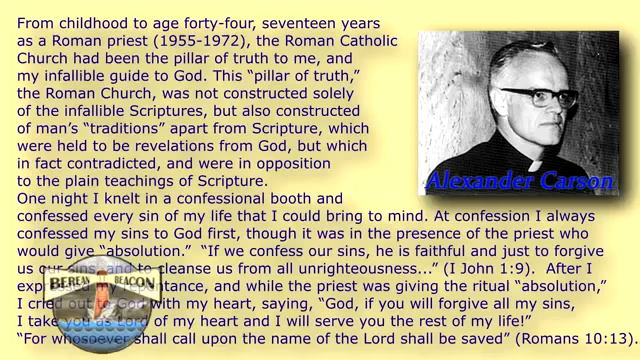 From childhood to age forty-four, seventeen years
as a Roman priest (1955-1972), the Roman Catholic
Church had been the pillar of truth to me, and
my infallible guide to God. This “pillar of truth,”
the Roman Church, was not constructed solely
of the infallible Scriptures, but also constructed
of man’s “traditions” apart from Scripture, which
were held to be revelations from God, but which
in fact contradicted, and were in opposition
to the plain teachings of Scripture.
Alexander Carson
One night I knelt in a confessional booth and
confessed every sin of my life that I could bring to mind. At confession I always
confessed my sins to God first, though it was in the presence of the priest who
would give “absolution.”  “If we confess our sins, he is faithful and just to forgive
us our sins, and to cleanse us from all unrighteousness...” (I John 1:9).  After I
my repentance, and while the priest was giving the ritual “absolution,”
I cried out to God with my heart, saying, “God, if you will forgive all my sins,
I take you as Lord of my heart and I will serve you the rest of my life!”
“For whosoever shall call upon the name of the Lord shall be saved” (Romans 10:13).
BEREAN BEACON